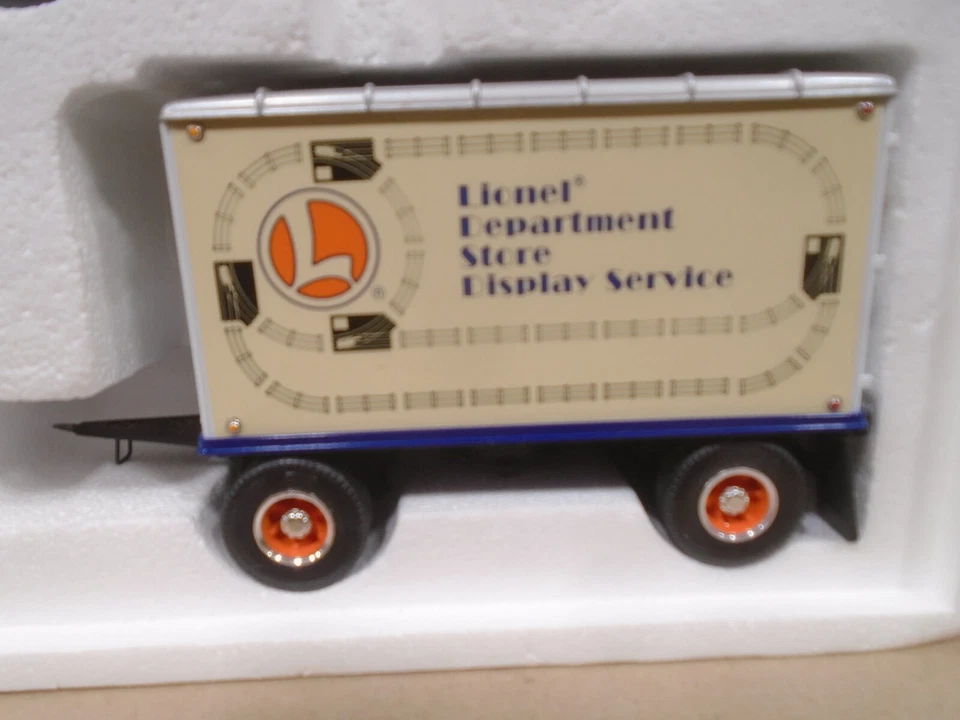 L ®
Lionel®
Department
Store
Display Service